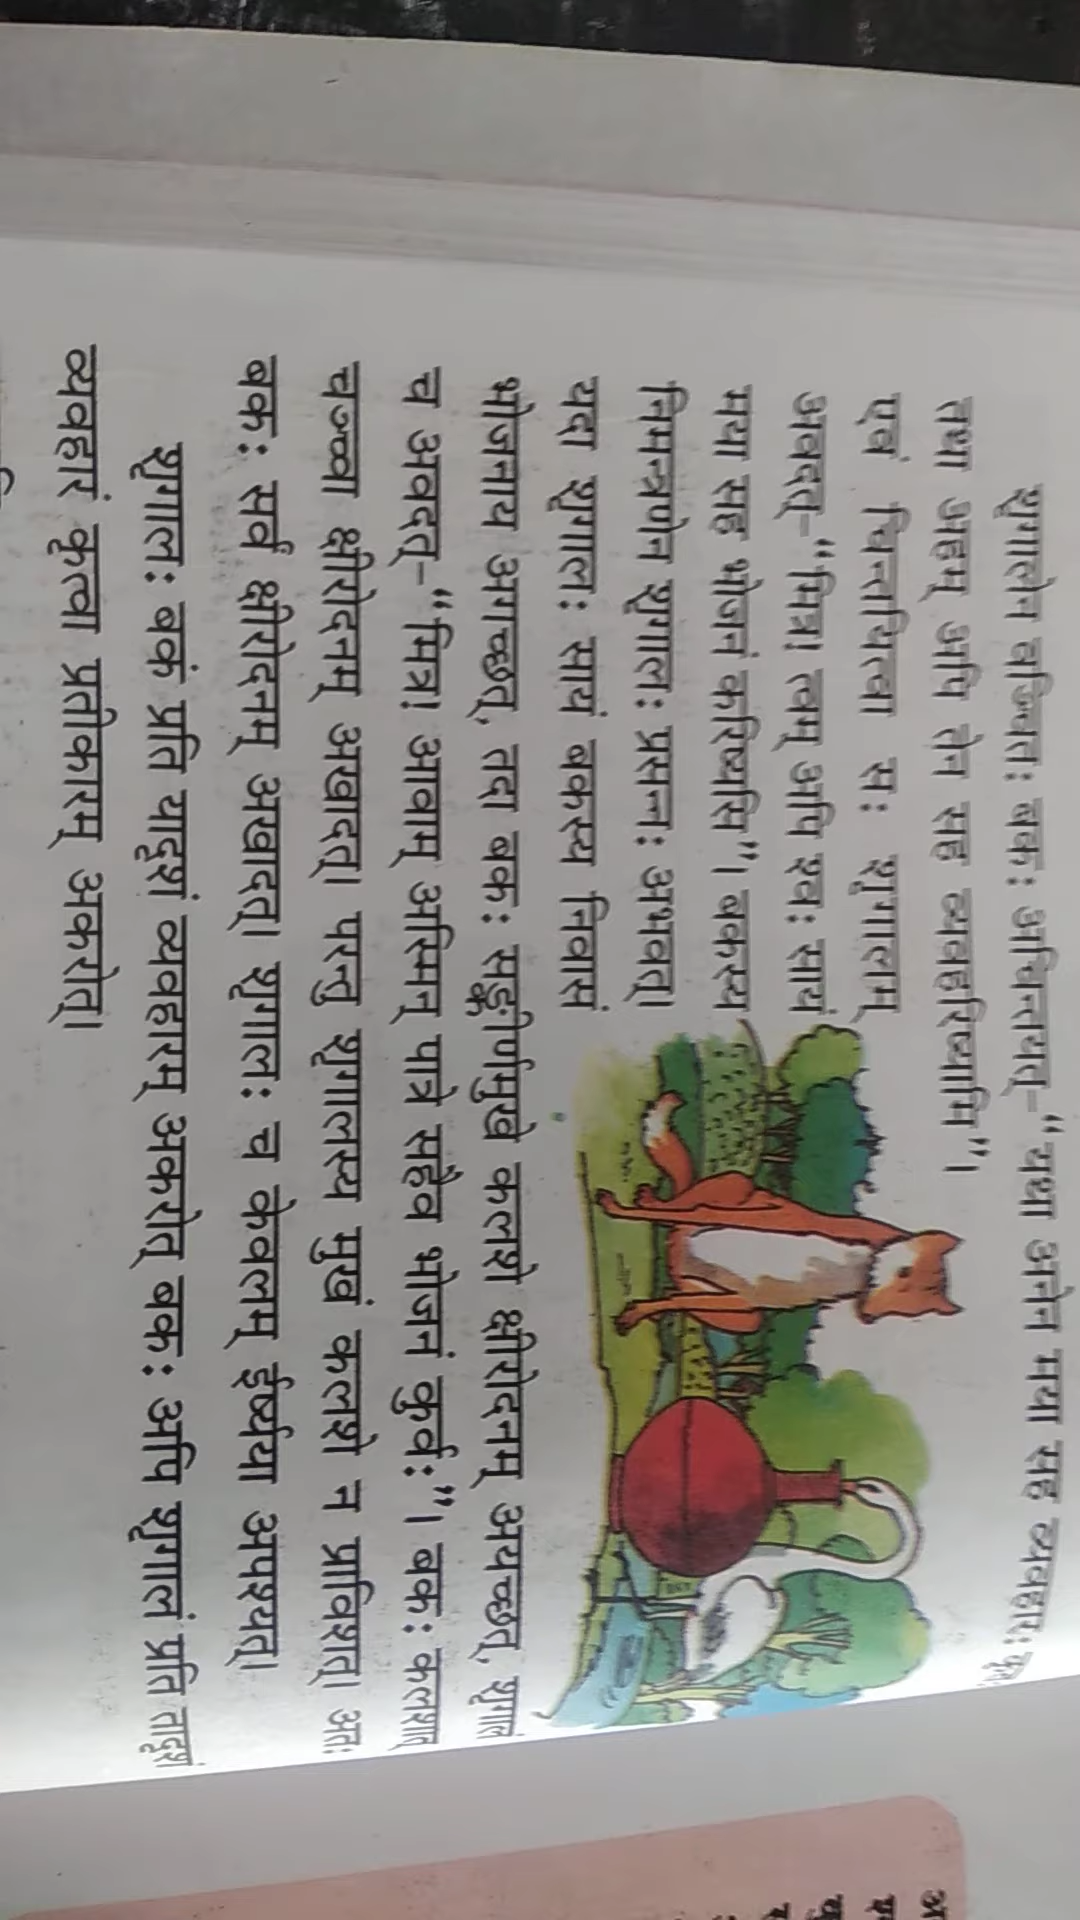 शृगालेन वञ्चितः बकः अचिन्तयत्–“यथा अनेन मया सह व्यवहारः
तथा अहम् अपि तेन सह व्यवहरिष्यामि”।
एवं चिन्तयित्वा सः शृगालम्
अवदत्–“मित्र! त्वम् अपि श्वः सायं
मया सह भोजनं करिष्यसि”। बकस्य
निमन्त्रणेन शृगालः प्रसन्नः अभवत्।
यदा शृगालः सायं बकस्य निवासं
भोजनाय अगच्छत्, तदा बकः सङ्कीर्णमुखे कलशे क्षीरोदनम् अयच्छत्, शृगालं
च अवदत्–“मित्र! आवाम् अस्मिन् पात्रे सहैव भोजनं कुर्वः”। बकः कलशात्
चञ्च्वा क्षीरोदनम् अखादत्। परन्तु शृगालस्य मुखं कलशे न प्राविशत्। अतः
बकः सर्वं क्षीरोदनम् अखादत्। शृगालः च केवलम् ईर्ष्यया अपश्यत्।
शृगालः बकं प्रति यादृशं व्यवहारम् अकरोत् बकः अपि शृगालं प्रति तादृशं
व्यवहारं कृत्वा प्रतीकारम् अकरोत्।